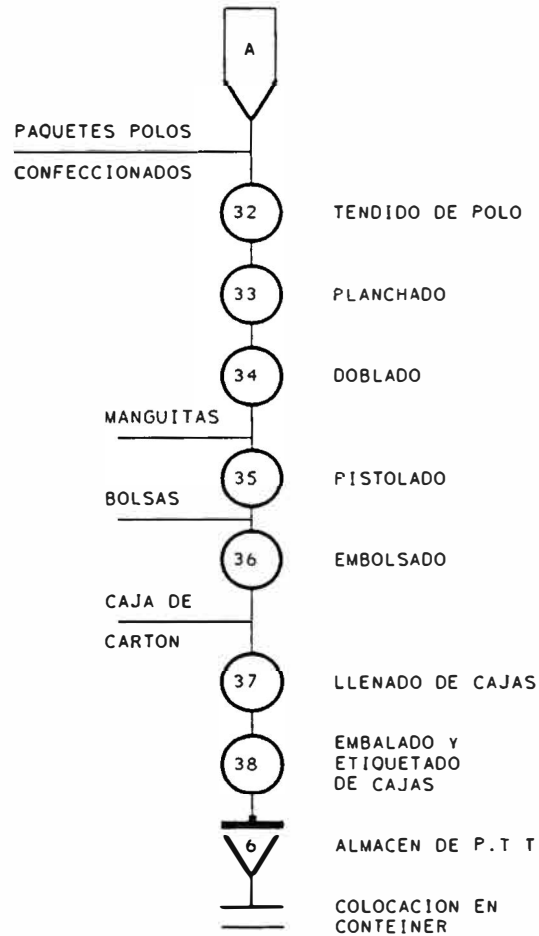 A
PAQUETES POLOS
CONFECCIONADOS
32 TENDIDO DE POLO
33 PLANCHADO
34 DOBLADO
MANGUITAS
35 PISTOLADO
BOLSAS
36 EMBOLSADO
CAJA DE
CARTON
37 LLENADO DE CAJAS
38 EMBALADO Y
ETIQUETADO
DE CAJAS
6 ALMACEN DE P.T T
COLOCACION EN
CONTEINER